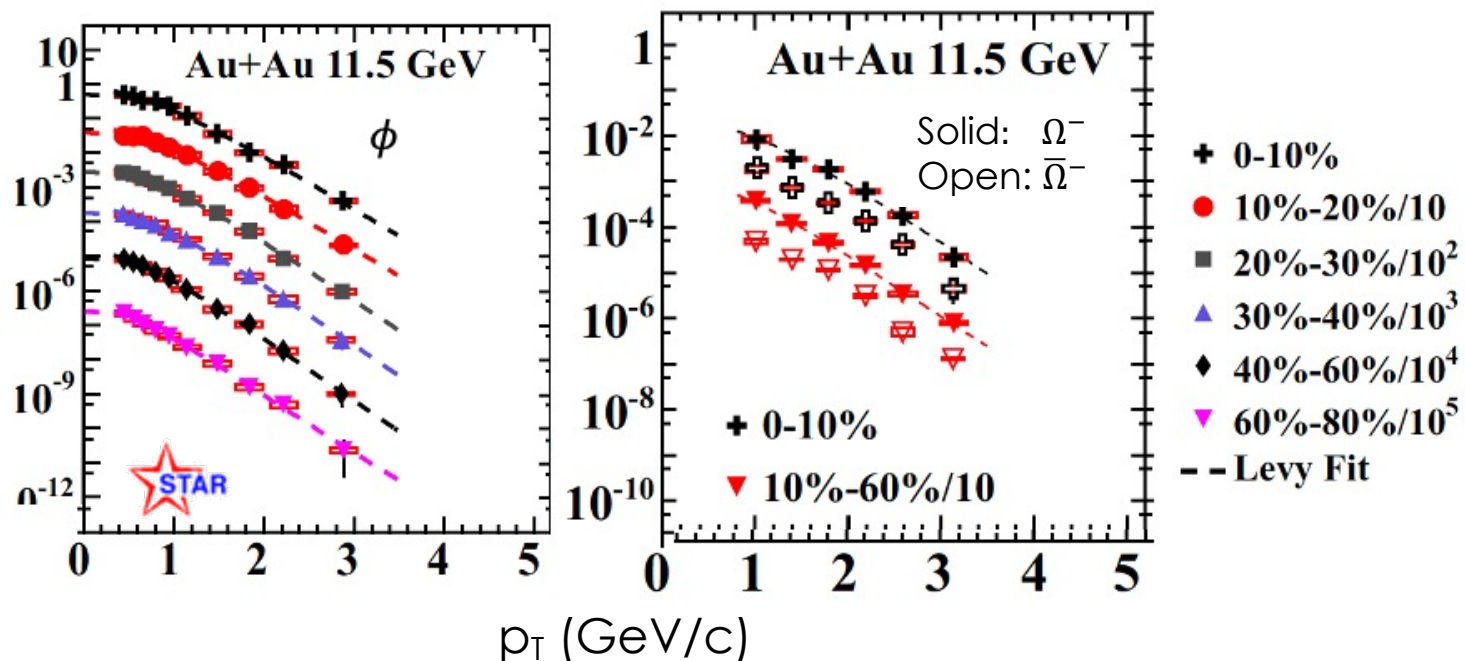 Au+Au 11.5 GeV
ϕ
10
1
10⁻³
10⁻⁶
10⁻⁹
0⁻¹²
STAR
0 1 2 3 4 5
Au+Au 11.5 GeV
Solid: Ω⁻
Open: Ω̅⁻
1
10⁻²
10⁻⁴
10⁻⁶
10⁻⁸
10⁻¹⁰
0-10%
10%-60%/10
0 1 2 3 4 5
0-10%
10%-20%/10
20%-30%/10²
30%-40%/10³
40%-60%/10⁴
60%-80%/10⁵
Levy Fit
p_T (GeV/c)